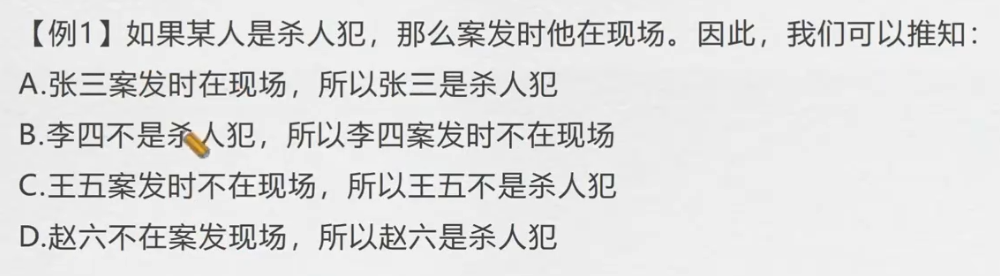 【例1】如果某人是杀人犯，那么案发时他在现场。因此，我们可以推知：
A.张三案发时在现场，所以张三是杀人犯
B.李四不是杀人犯，所以李四案发时不在现场
C.王五案发时不在现场，所以王五不是杀人犯
D.赵六不在案发现场，所以赵六是杀人犯